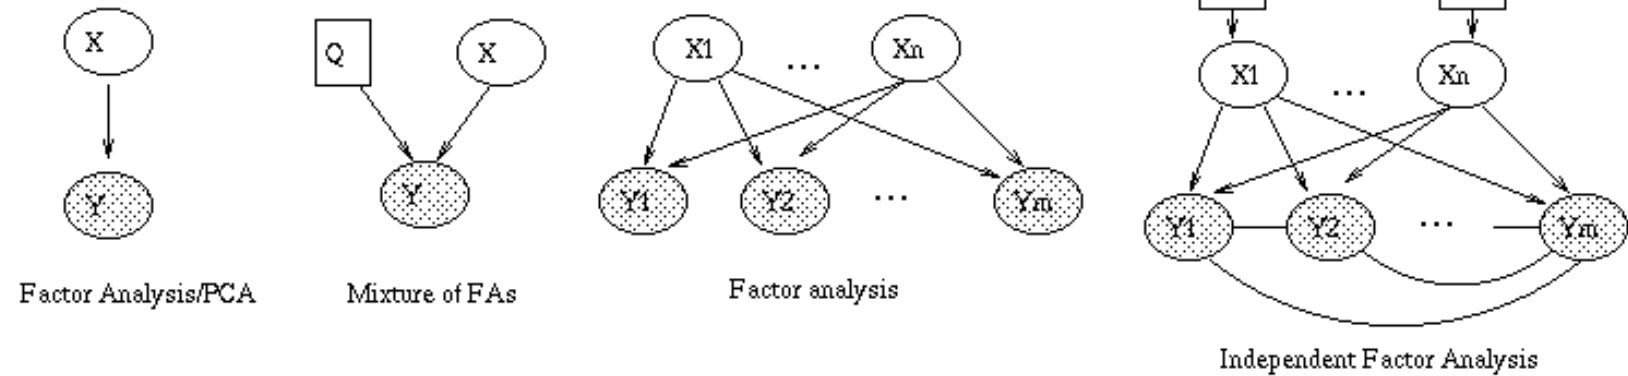 X
Y
Factor Analysis/PCA
Q X
Y
Mixture of FAs
X1 ... Xn
Y1 Y2 ... Ym
Factor analysis
X1 ... Xn
Y1 Y2 ... Ym
Independent Factor Analysis